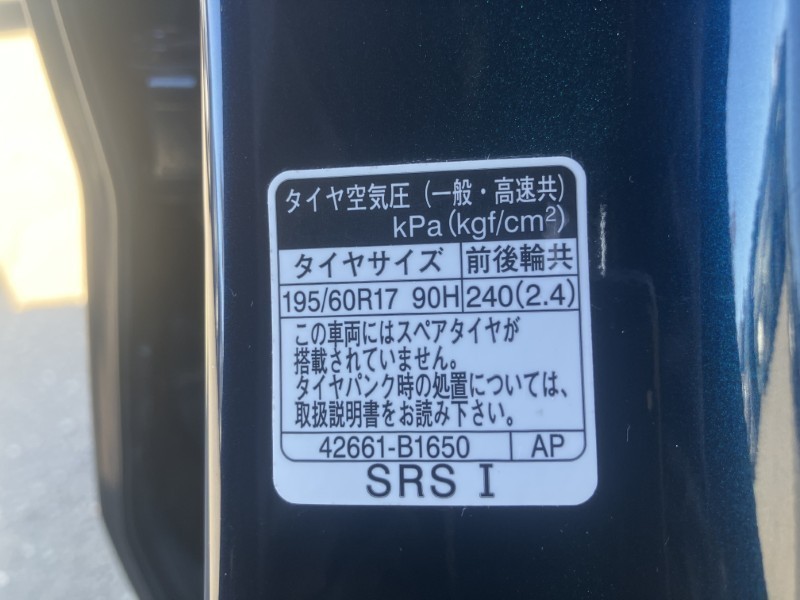 タイヤ空気圧（一般・高速共）
kPa(kgf/cm²)
タイヤサイズ 前後輪共
195/60R17 90H 240(2.4)
この車両にはスペアタイヤが
搭載されていません。
タイヤパンク時の処置については、
取扱説明書をお読み下さい。
42661-B1650 AP
SRS I